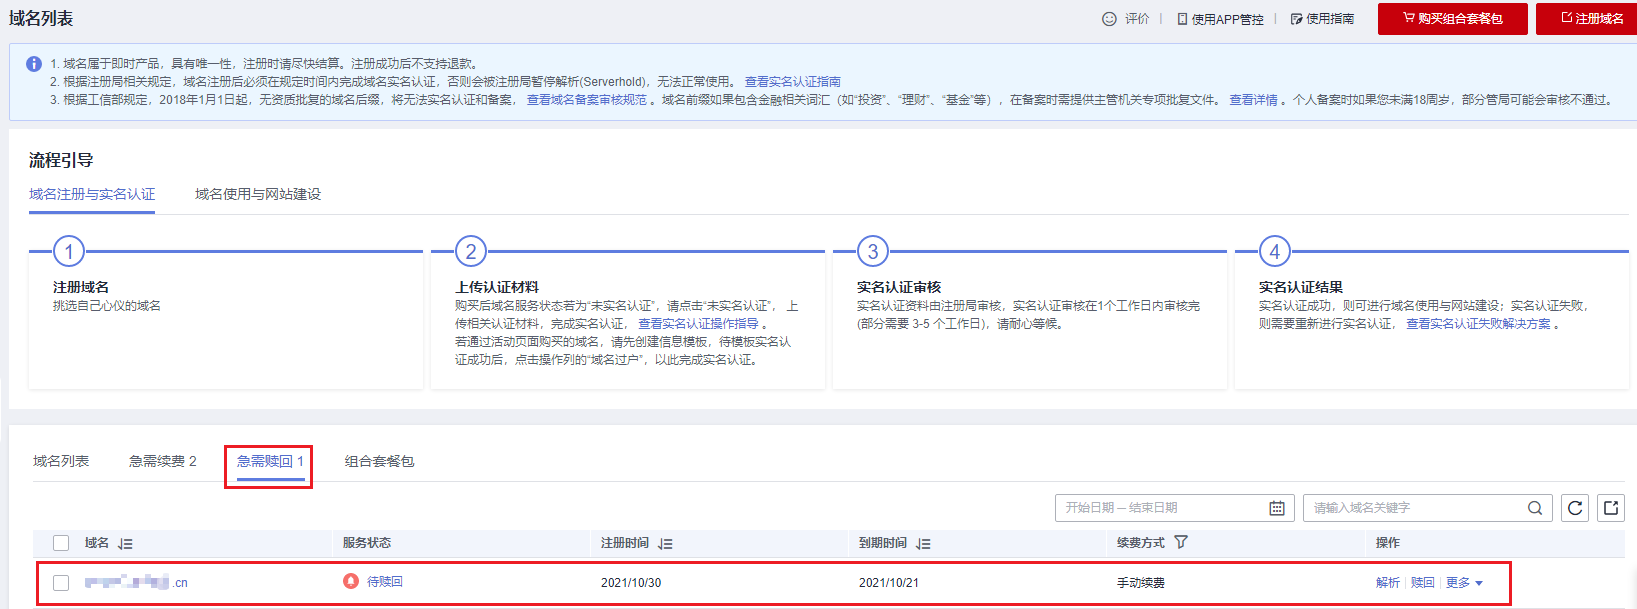 域名列表
评价
使用APP管控
使用指南
购买组合套餐包
注册域名
1. 域名属于即时产品，具有唯一性，注册时请尽快结算。注册成功后不支持退款。
2. 根据注册局相关规定，域名注册后必须在规定时间内完成域名实名认证，否则会被注册局暂停解析(Serverhold)，无法正常使用。 查看实名认证指南
3. 根据工信部规定，2018年1月1日起，无资质批复的域名后缀，将无法实名认证和备案， 查看域名备案审核规范 。域名前缀如果包含金融相关词汇（如“投资”、“理财”、“基金”等），在备案时需提供主管机关专项批复文件。 查看详情 。个人备案时如果您未满18周岁，部分管局可能会审核不通过。
流程引导
域名注册与实名认证
域名使用与网站建设
1
注册域名
挑选自己心仪的域名
2
上传认证材料
购买后域名服务状态若为“未实名认证”，请点击“未实名认证”， 上
传相关认证材料，完成实名认证， 查看实名认证操作指导 。
若通过活动页面购买的域名，请先创建信息模板，待模板实名认
证成功后，点击操作列的“域名过户”，以此完成实名认证。
3
实名认证审核
实名认证资料由注册局审核，实名认证审核在1个工作日内审核完
(部分需要 3-5 个工作日)，请耐心等候。
4
实名认证结果
实名认证成功，则可进行域名使用与网站建设；实名认证失败，
则需要重新进行实名认证， 查看实名认证失败解决方案 。
域名列表
急需续费 2
急需赎回 1
组合套餐包
开始日期 – 结束日期
请输入域名关键字
域名
服务状态
注册时间
到期时间
续费方式
操作
.cn
待赎回
2021/10/30
2021/10/21
手动续费
解析
赎回
更多